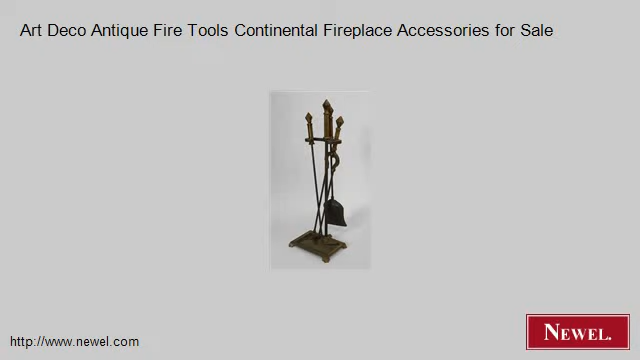 Art Deco Antique Fire Tools Continental Fireplace Accessories for Sale
http://www.newel.com
NEWEL.